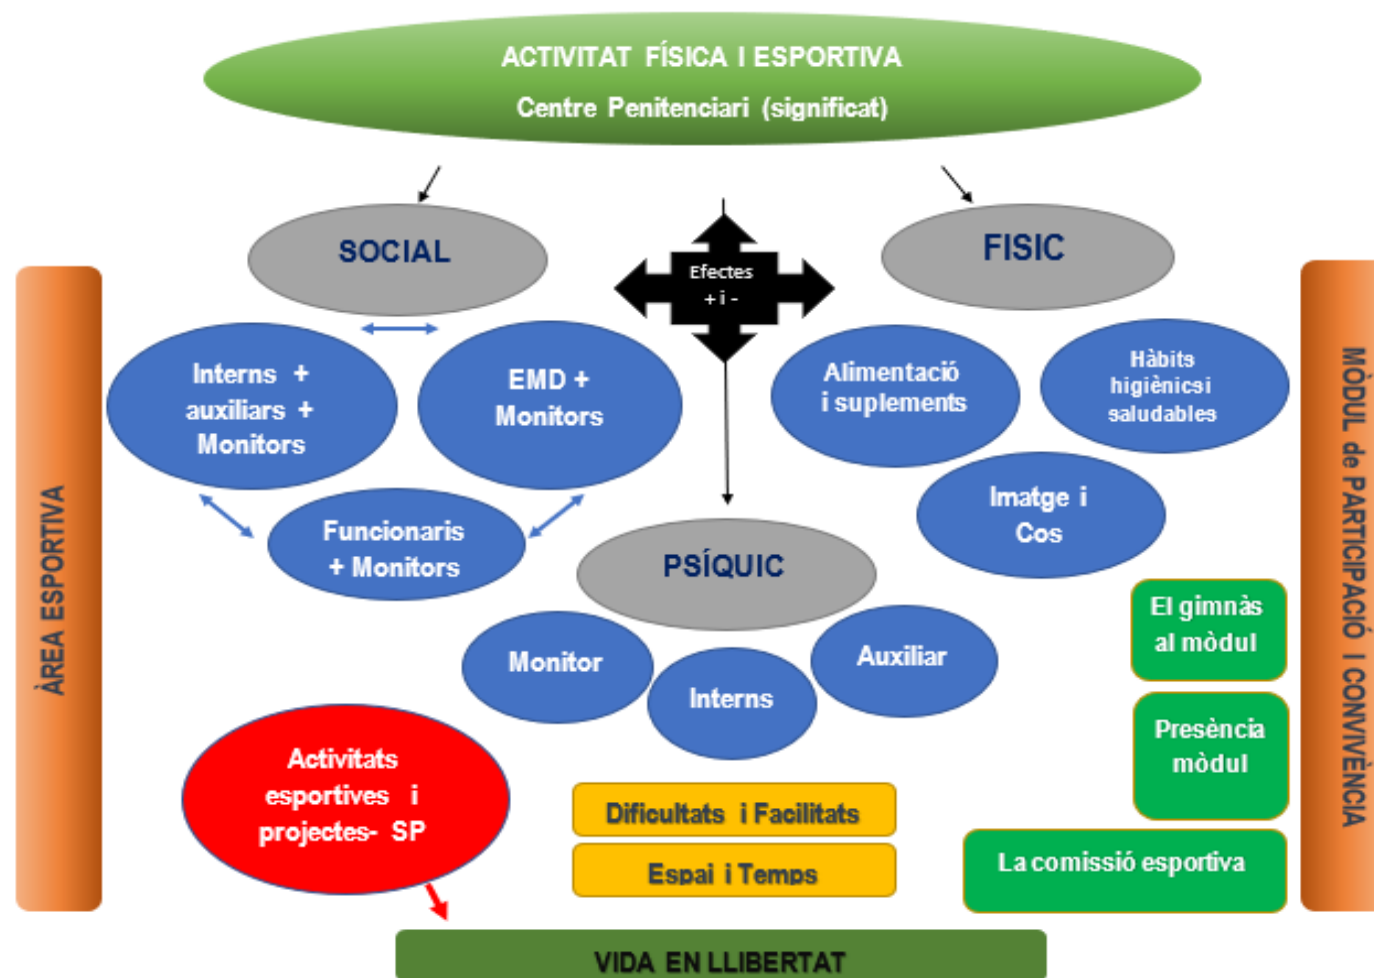 ACTIVITAT FÍSICA I ESPORTIVA
Centre Penitenciari (significat)
SOCIAL
Efectes
+ i -
FISIC
Interns +
auxiliars +
Monitors
EMD +
Monitors
Funcionaris
+ Monitors
Alimentació
i suplements
Hàbits
higiènicsi
saludables
Imatge i
Cos
PSÍQUIC
Monitor
Interns
Auxiliar
ÀREA ESPORTIVA
MÒDUL de PARTICIPACIÓ I CONVIVÈNCIA
El gimnàs
al mòdul
Presència
mòdul
La comissió esportiva
Activitats
esportives i
projectes- SP
Dificultats i Facilitats
Espai i Temps
VIDA EN LLIBERTAT